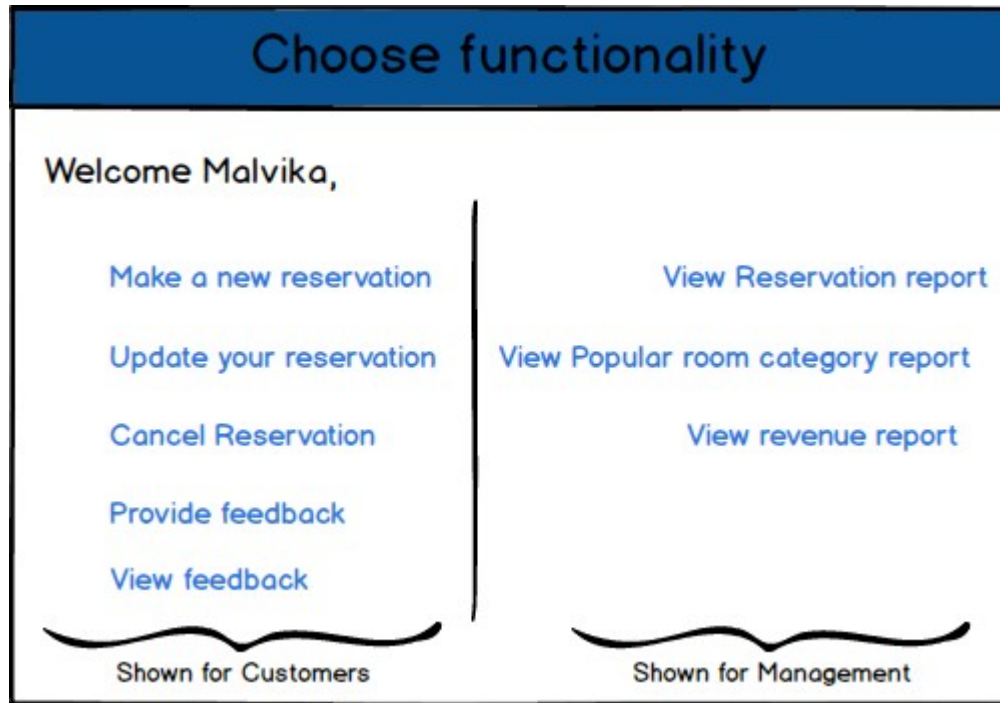 Choose functionality
Welcome Malvika,
Make a new reservation
Update your reservation
Cancel Reservation
Provide feedback
View feedback
Shown for Customers
View Reservation report
View Popular room category report
View revenue report
Shown for Management